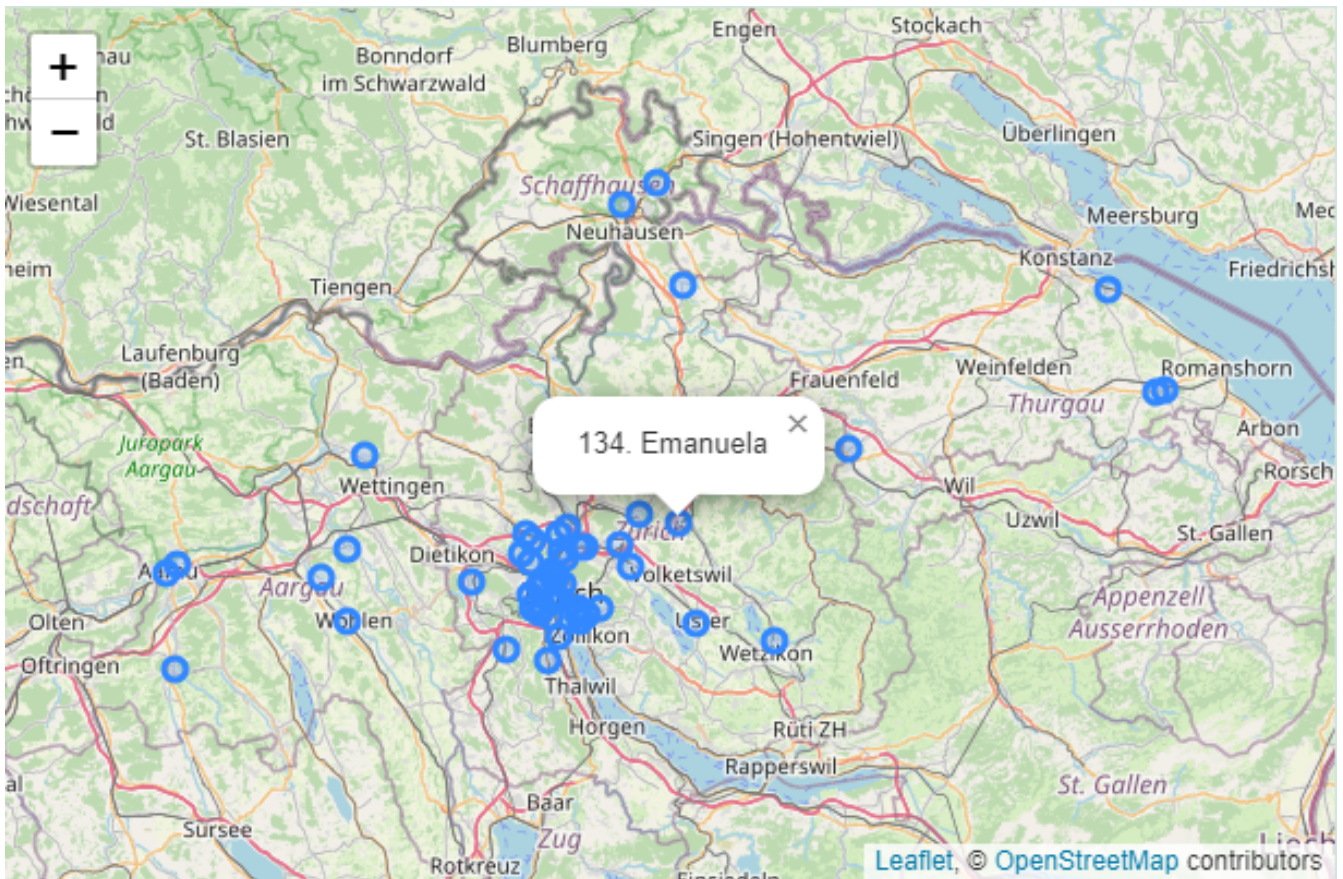 Engen
Stockach
Blumberg
Bonndorf
im Schwarzwald
+
−
St. Blasien
Singen (Hohentwiel)
Überlingen
Wiesental
Schaffhausen
Meersburg
Neuhausen
Konstanz
Tiengen
Laufenburg
(Baden)
Weinfelden
Romanshorn
Frauenfeld
Thurgau
Arbon
Jurapark
Aargau
134. Emanuela
×
Wettingen
Wil
Uzwil
St. Gallen
Zürich
Dietikon
Aarau
Volketswil
Aargau
Appenzell
Ausserrhoden
Olten
Wohlen
Uster
Zollikon
Wetzikon
Oftringen
Thalwil
Horgen
Rüti ZH
Rapperswil
St. Gallen
Baar
Zug
Sursee
Rotkreuz
Einsiedeln
Leaflet, © OpenStreetMap contributors